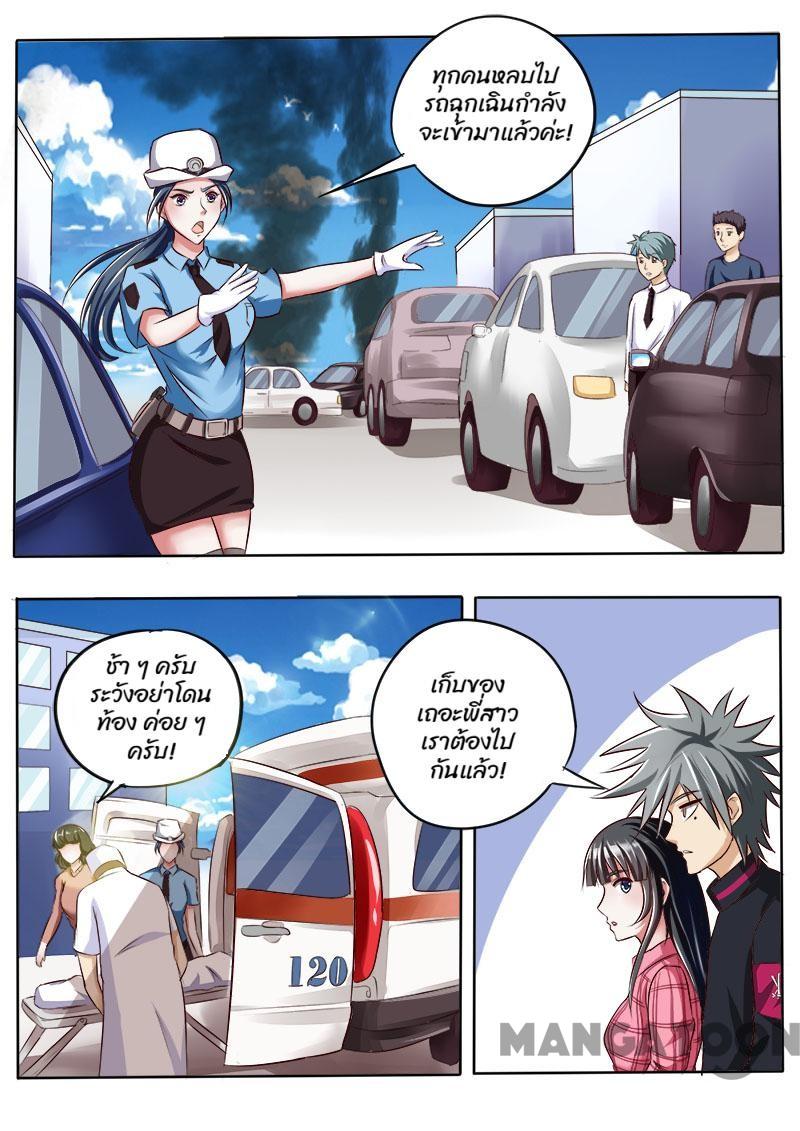 ทุกคนหลบไป
รถฉุกเฉินกำลัง
จะเข้ามาแล้วค่ะ!
ช้า ๆ ครับ
ระวังอย่าโดน
ท้อง ค่อย ๆ
ครับ!
เก็บของ
เถอะพี่สาว
เราต้องไป
กันแล้ว!
120
MANGATOON